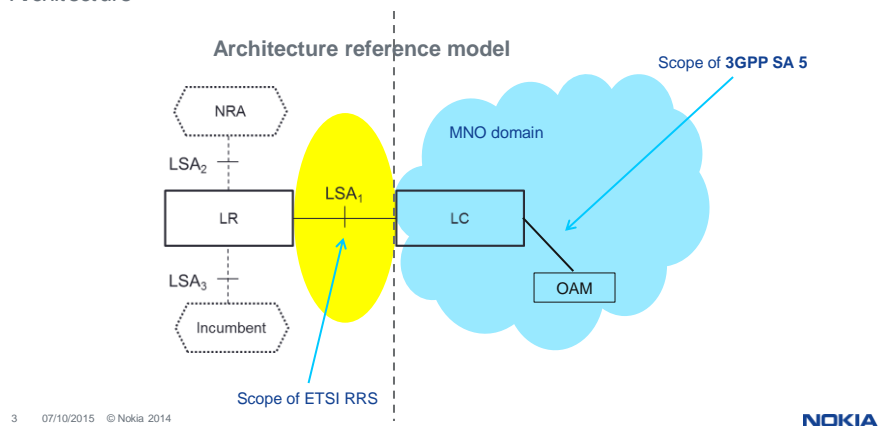 Architecture reference model
Scope of 3GPP SA 5
NRA
MNO domain
LSA2
LSA1
LR
LC
LSA3
OAM
Incumbent
Scope of ETSI RRS
3 07/10/2015 © Nokia 2014
NOKIA